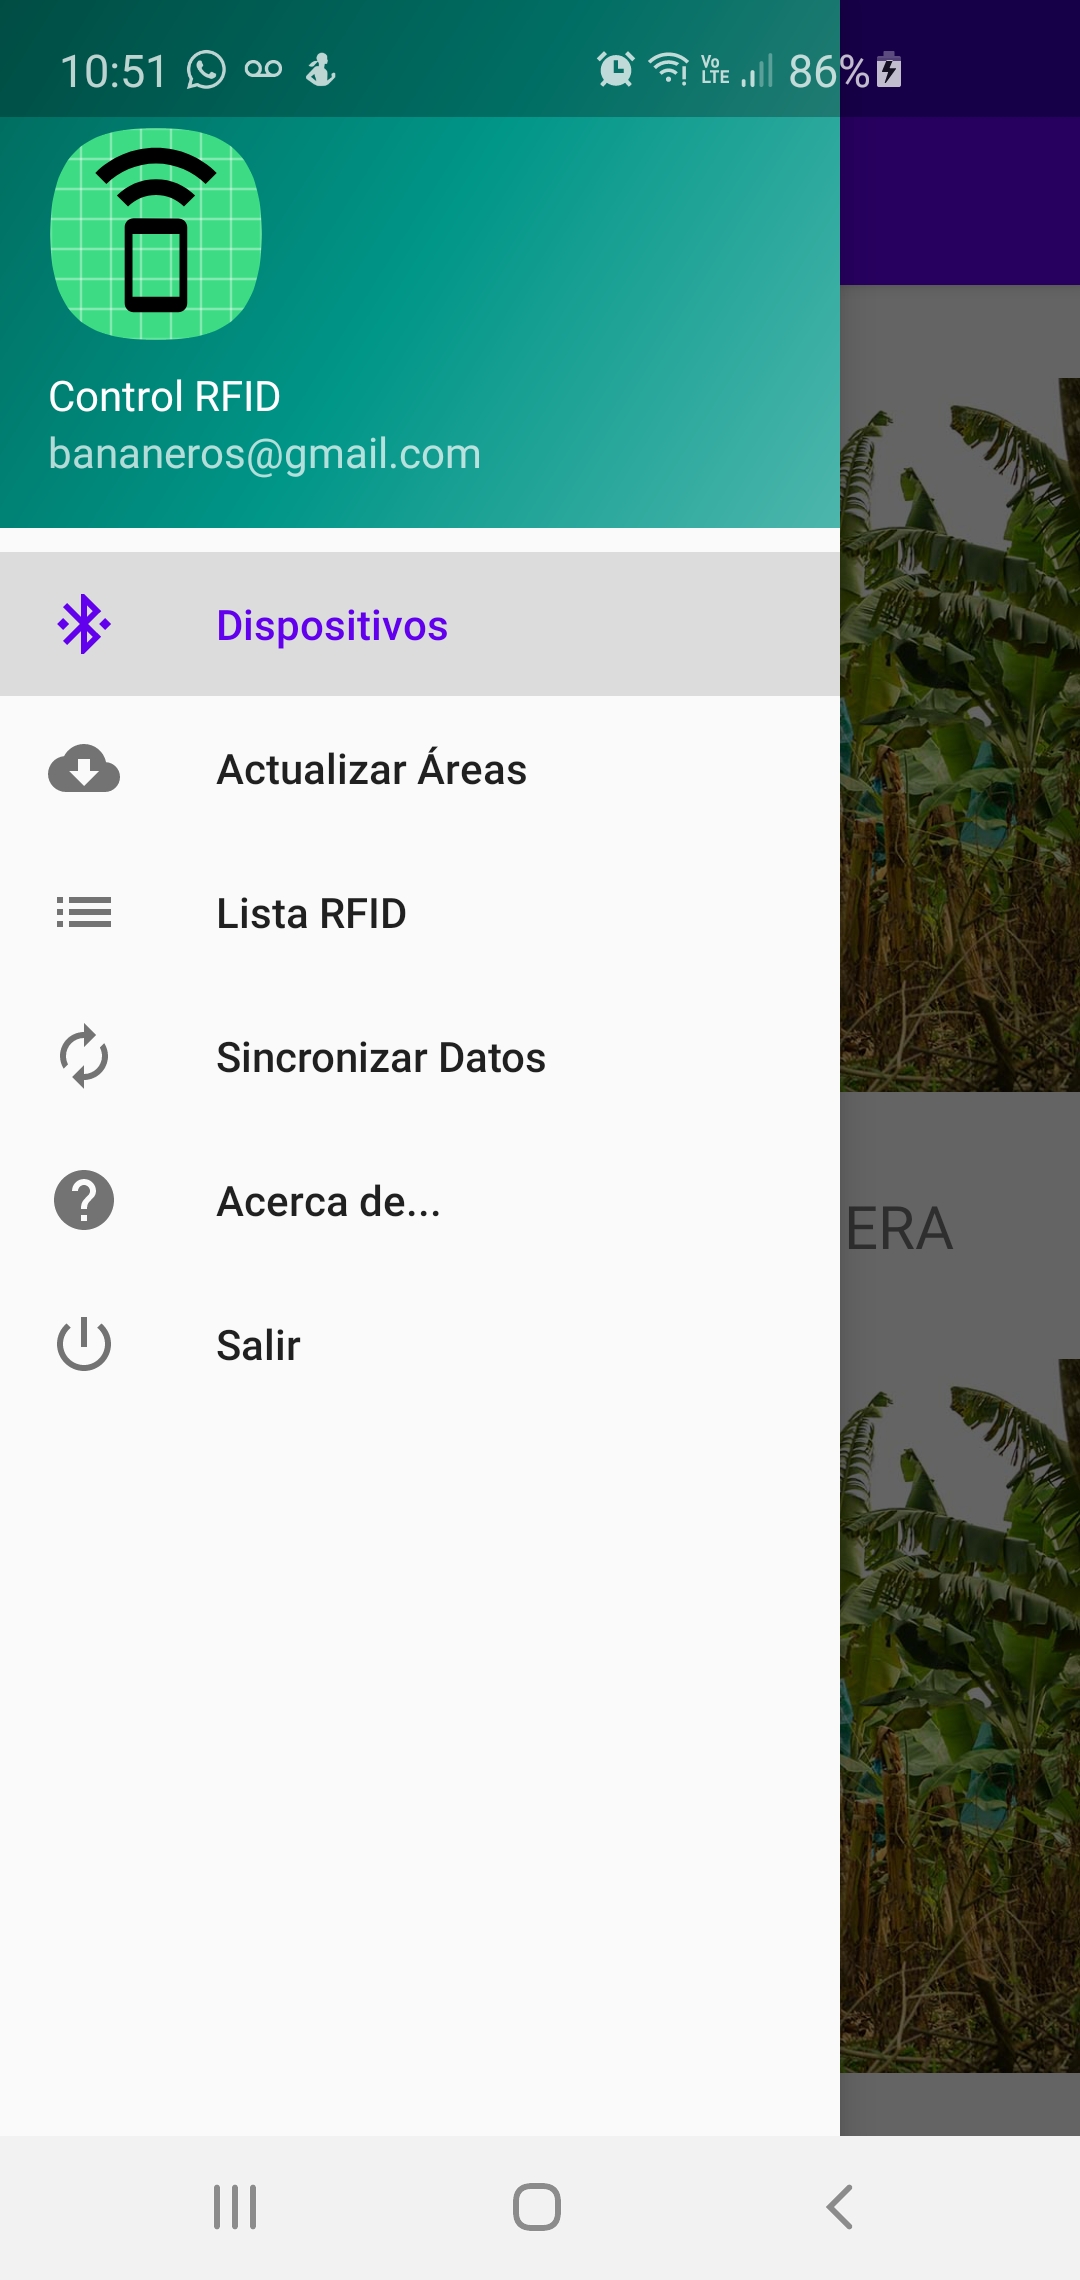 10:51 Vo LTE 86%
Control RFID
bananeros@gmail.com
Dispositivos
Actualizar Áreas
Lista RFID
Sincronizar Datos
Acerca de...
ERA
Salir